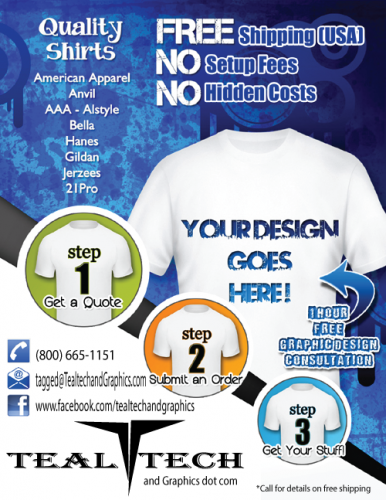 Quality
Shirts
American Apparel
Anvil
AAA - Alstyle
Bella
Hanes
Gildan
Jerzees
21Pro
FREE Shipping (USA)
NO Setup Fees
NO Hidden Costs
YOUR DESIGN
GOES
HERE!
1 HOUR
FREE
GRAPHIC DESIGN
CONSULTATION
step
1
Get a Quote
step
2
Submit an Order
step
3
Get Your Stuff!
(800) 665-1151
tagged@TealtechandGraphics.com
www.facebook.com/tealtechandgraphics
TEAL TECH
and Graphics dot com
*Call for details on free shipping